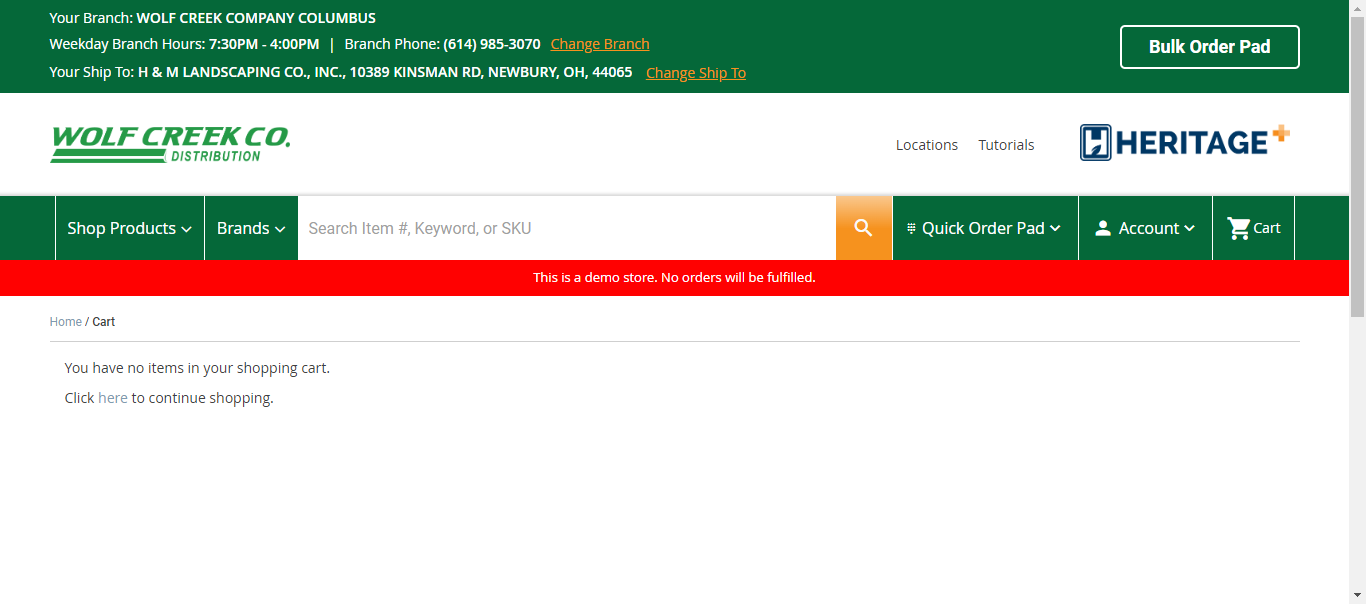 Your Branch: WOLF CREEK COMPANY COLUMBUS
Weekday Branch Hours: 7:30PM - 4:00PM | Branch Phone: (614) 985-3070 Change Branch
Your Ship To: H & M LANDSCAPING CO., INC., 10389 KINSMAN RD, NEWBURY, OH, 44065 Change Ship To
Bulk Order Pad
WOLF CREEK CO.
DISTRIBUTION
Locations Tutorials
HERITAGE+
Shop Products Brands Search Item #, Keyword, or SKU Quick Order Pad Account Cart
This is a demo store. No orders will be fulfilled.
Home / Cart
You have no items in your shopping cart.
Click here to continue shopping.